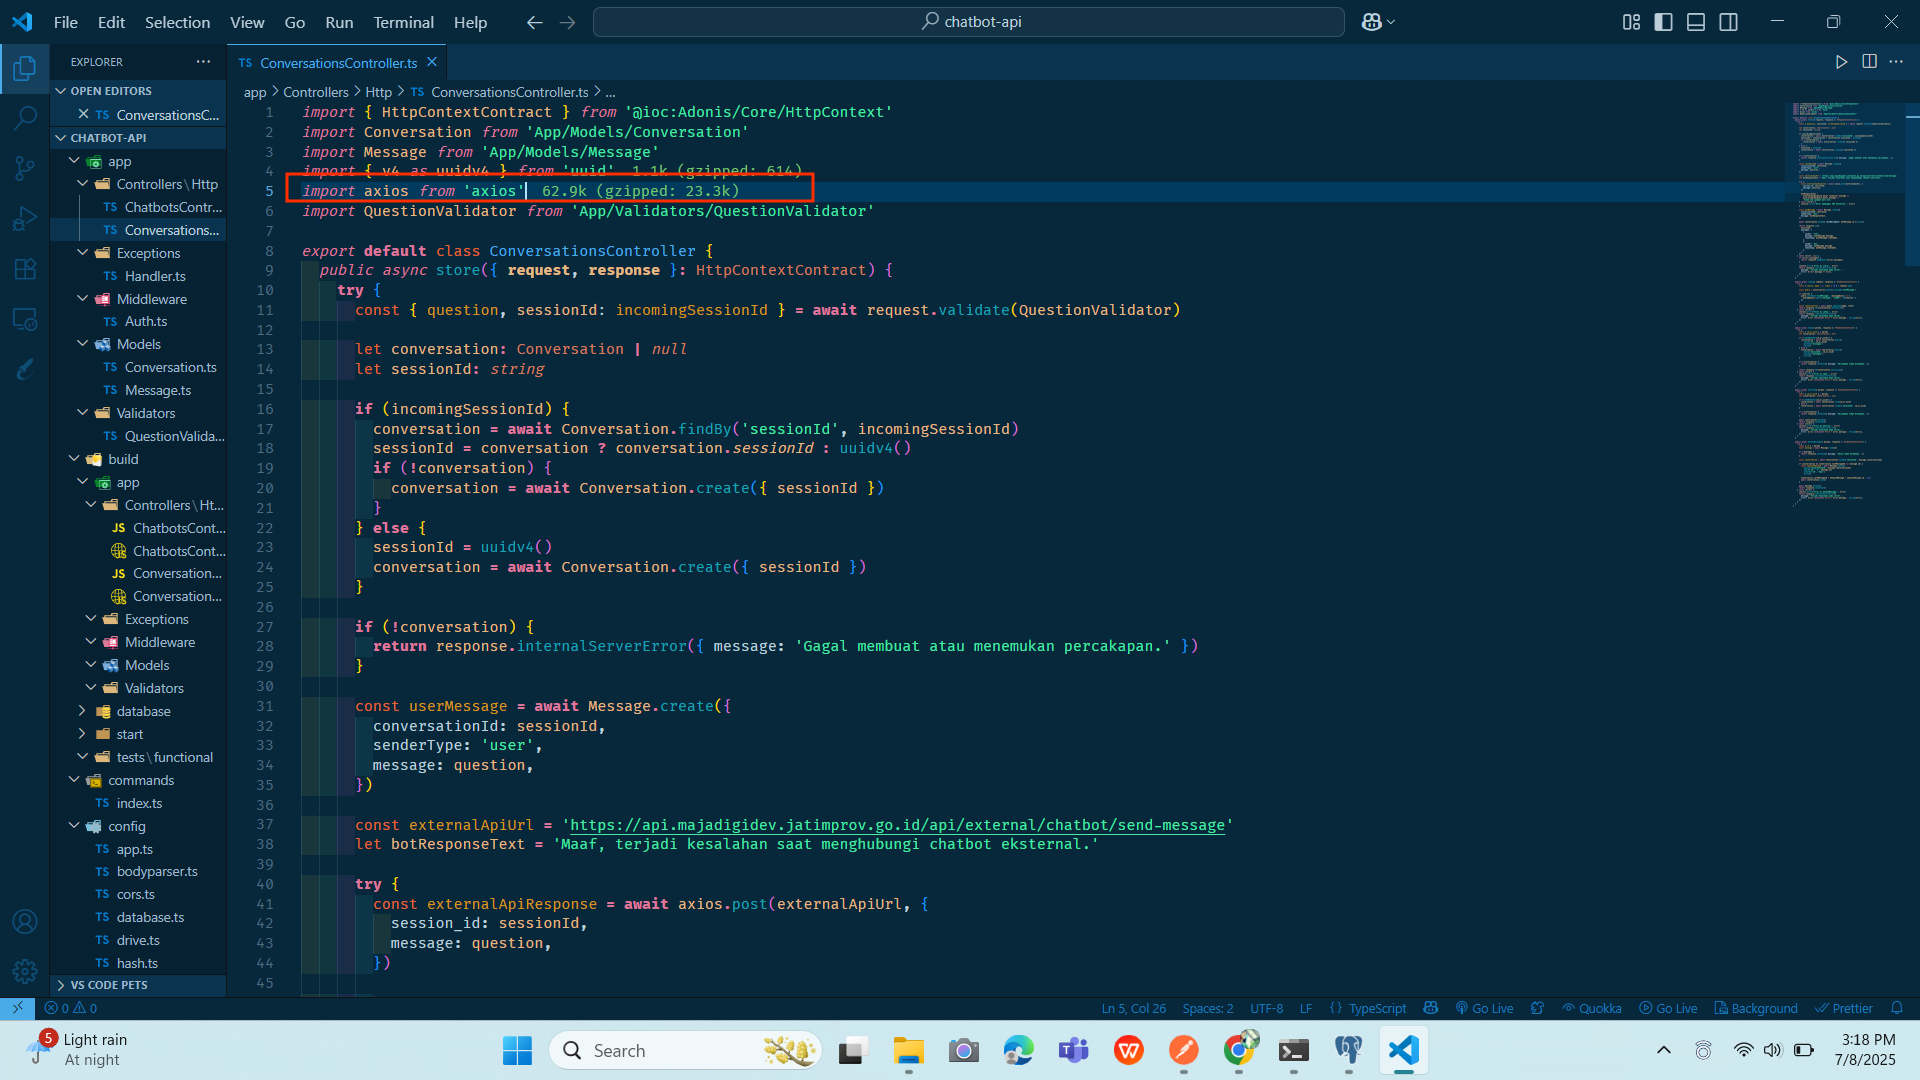 File Edit Selection View Go Run Terminal Help
chatbot-api
EXPLORER
OPEN EDITORS
TS ConversationsC...
CHATBOT-API
app
Controllers\Http
TS ChatbotsContr...
TS Conversations...
Exceptions
TS Handler.ts
Middleware
TS Auth.ts
Models
TS Conversation.ts
TS Message.ts
Validators
TS QuestionValida...
build
app
Controllers\Ht...
JS ChatbotsCont...
ChatbotsCont...
JS Conversation...
Conversation...
Exceptions
Middleware
Models
Validators
database
start
tests\functional
commands
TS index.ts
config
TS app.ts
TS bodyparser.ts
TS cors.ts
TS database.ts
TS drive.ts
TS hash.ts
VS CODE PETS
TS ConversationsController.ts
app > Controllers > Http > TS ConversationsController.ts > ...
1 import { HttpContextContract } from '@ioc:Adonis/Core/HttpContext'
2 import Conversation from 'App/Models/Conversation'
3 import Message from 'App/Models/Message'
4 import { v4 as uuidv4 } from 'uuid' 1.1k (gzipped: 614)
5 import axios from 'axios' 62.9k (gzipped: 23.3k)
6 import QuestionValidator from 'App/Validators/QuestionValidator'
7
8 export default class ConversationsController {
9 public async store({ request, response }: HttpContextContract) {
10 try {
11 const { question, sessionId: incomingSessionId } = await request.validate(QuestionValidator)
12
13 let conversation: Conversation | null
14 let sessionId: string
15
16 if (incomingSessionId) {
17 conversation = await Conversation.findBy('sessionId', incomingSessionId)
18 sessionId = conversation ? conversation.sessionId : uuidv4()
19 if (!conversation) {
20 conversation = await Conversation.create({ sessionId })
21 }
22 } else {
23 sessionId = uuidv4()
24 conversation = await Conversation.create({ sessionId })
25 }
26
27 if (!conversation) {
28 return response.internalServerError({ message: 'Gagal membuat atau menemukan percakapan.' })
29 }
30
31 const userMessage = await Message.create({
32 conversationId: sessionId,
33 senderType: 'user',
34 message: question,
35 })
36
37 const externalApiUrl = 'https://api.majadigidev.jatimprov.go.id/api/external/chatbot/send-message'
38 let botResponseText = 'Maaf, terjadi kesalahan saat menghubungi chatbot eksternal.'
39
40 try {
41 const externalApiResponse = await axios.post(externalApiUrl, {
42 session_id: sessionId,
43 message: question,
44 })
45
0 0 Ln 5, Col 26 Spaces: 2 UTF-8 LF {} TypeScript Go Live Quokka Go Live Background Prettier
5 Light rain
At night
Search
3:18 PM
7/8/2025